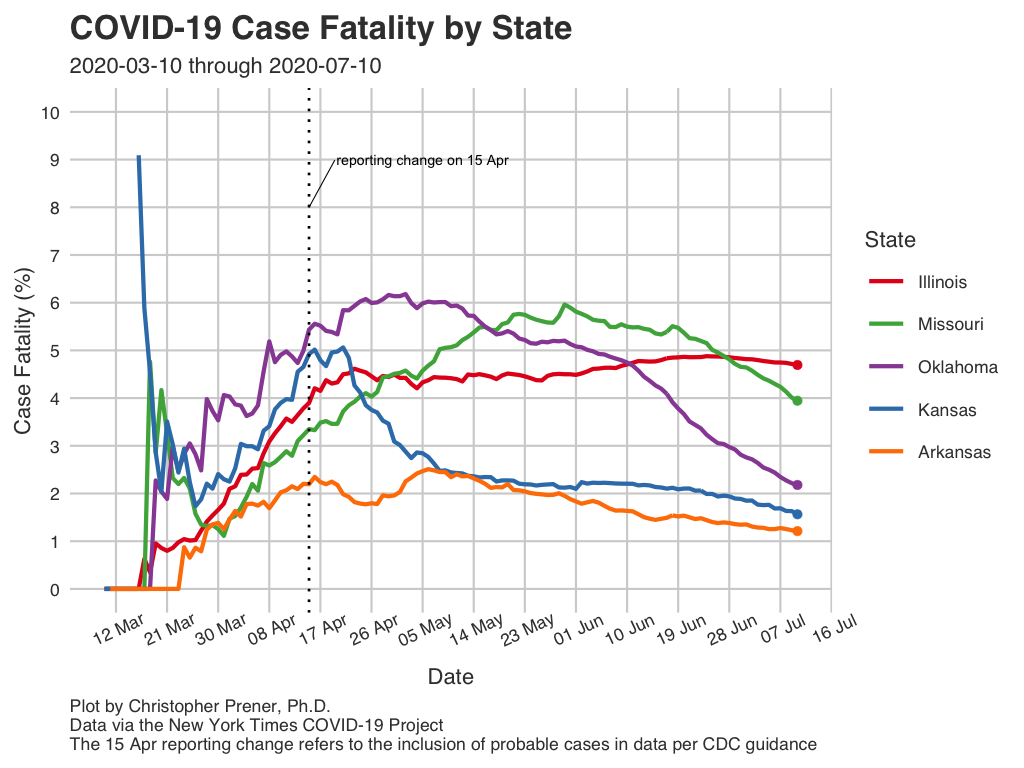 COVID-19 Case Fatality by State
2020-03-10 through 2020-07-10
10
9
8
7
6
5
4
3
2
1
0
Case Fatality (%)
reporting change on 15 Apr
12 Mar
21 Mar
30 Mar
08 Apr
17 Apr
26 Apr
05 May
14 May
23 May
01 Jun
10 Jun
19 Jun
28 Jun
07 Jul
16 Jul
Date
State
Illinois
Missouri
Oklahoma
Kansas
Arkansas
Plot by Christopher Prener, Ph.D.
Data via the New York Times COVID-19 Project
The 15 Apr reporting change refers to the inclusion of probable cases in data per CDC guidance